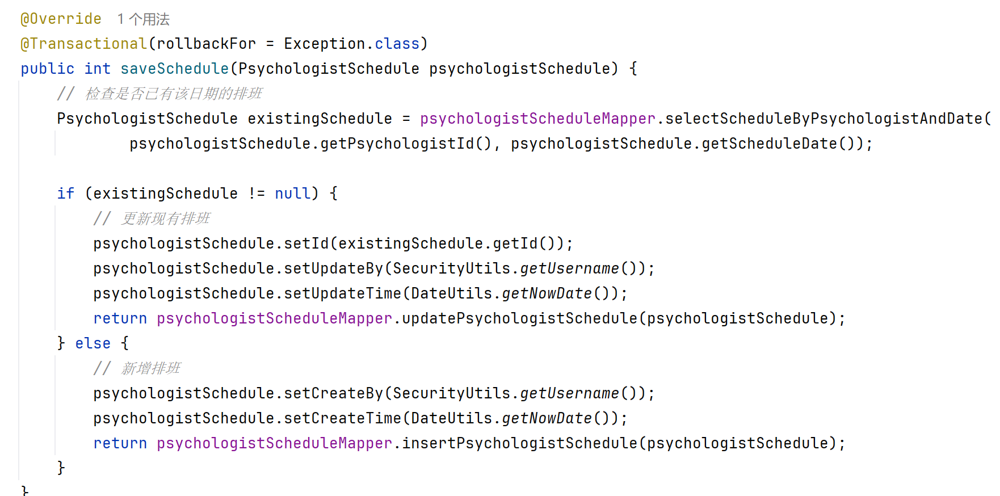 @Override 1 个用法
@Transactional(rollbackFor = Exception.class)
public int saveSchedule(PsychologistSchedule psychologistSchedule) {
// 检查是否已有该日期的排班
PsychologistSchedule existingSchedule = psychologistScheduleMapper.selectScheduleByPsychologistAndDate(
psychologistSchedule.getPsychologistId(), psychologistSchedule.getScheduleDate());
if (existingSchedule != null) {
// 更新现有排班
psychologistSchedule.setId(existingSchedule.getId());
psychologistSchedule.setUpdateBy(SecurityUtils.getUsername());
psychologistSchedule.setUpdateTime(DateUtils.getNowDate());
return psychologistScheduleMapper.updatePsychologistSchedule(psychologistSchedule);
} else {
// 新增排班
psychologistSchedule.setCreateBy(SecurityUtils.getUsername());
psychologistSchedule.setCreateTime(DateUtils.getNowDate());
return psychologistScheduleMapper.insertPsychologistSchedule(psychologistSchedule);
}
}